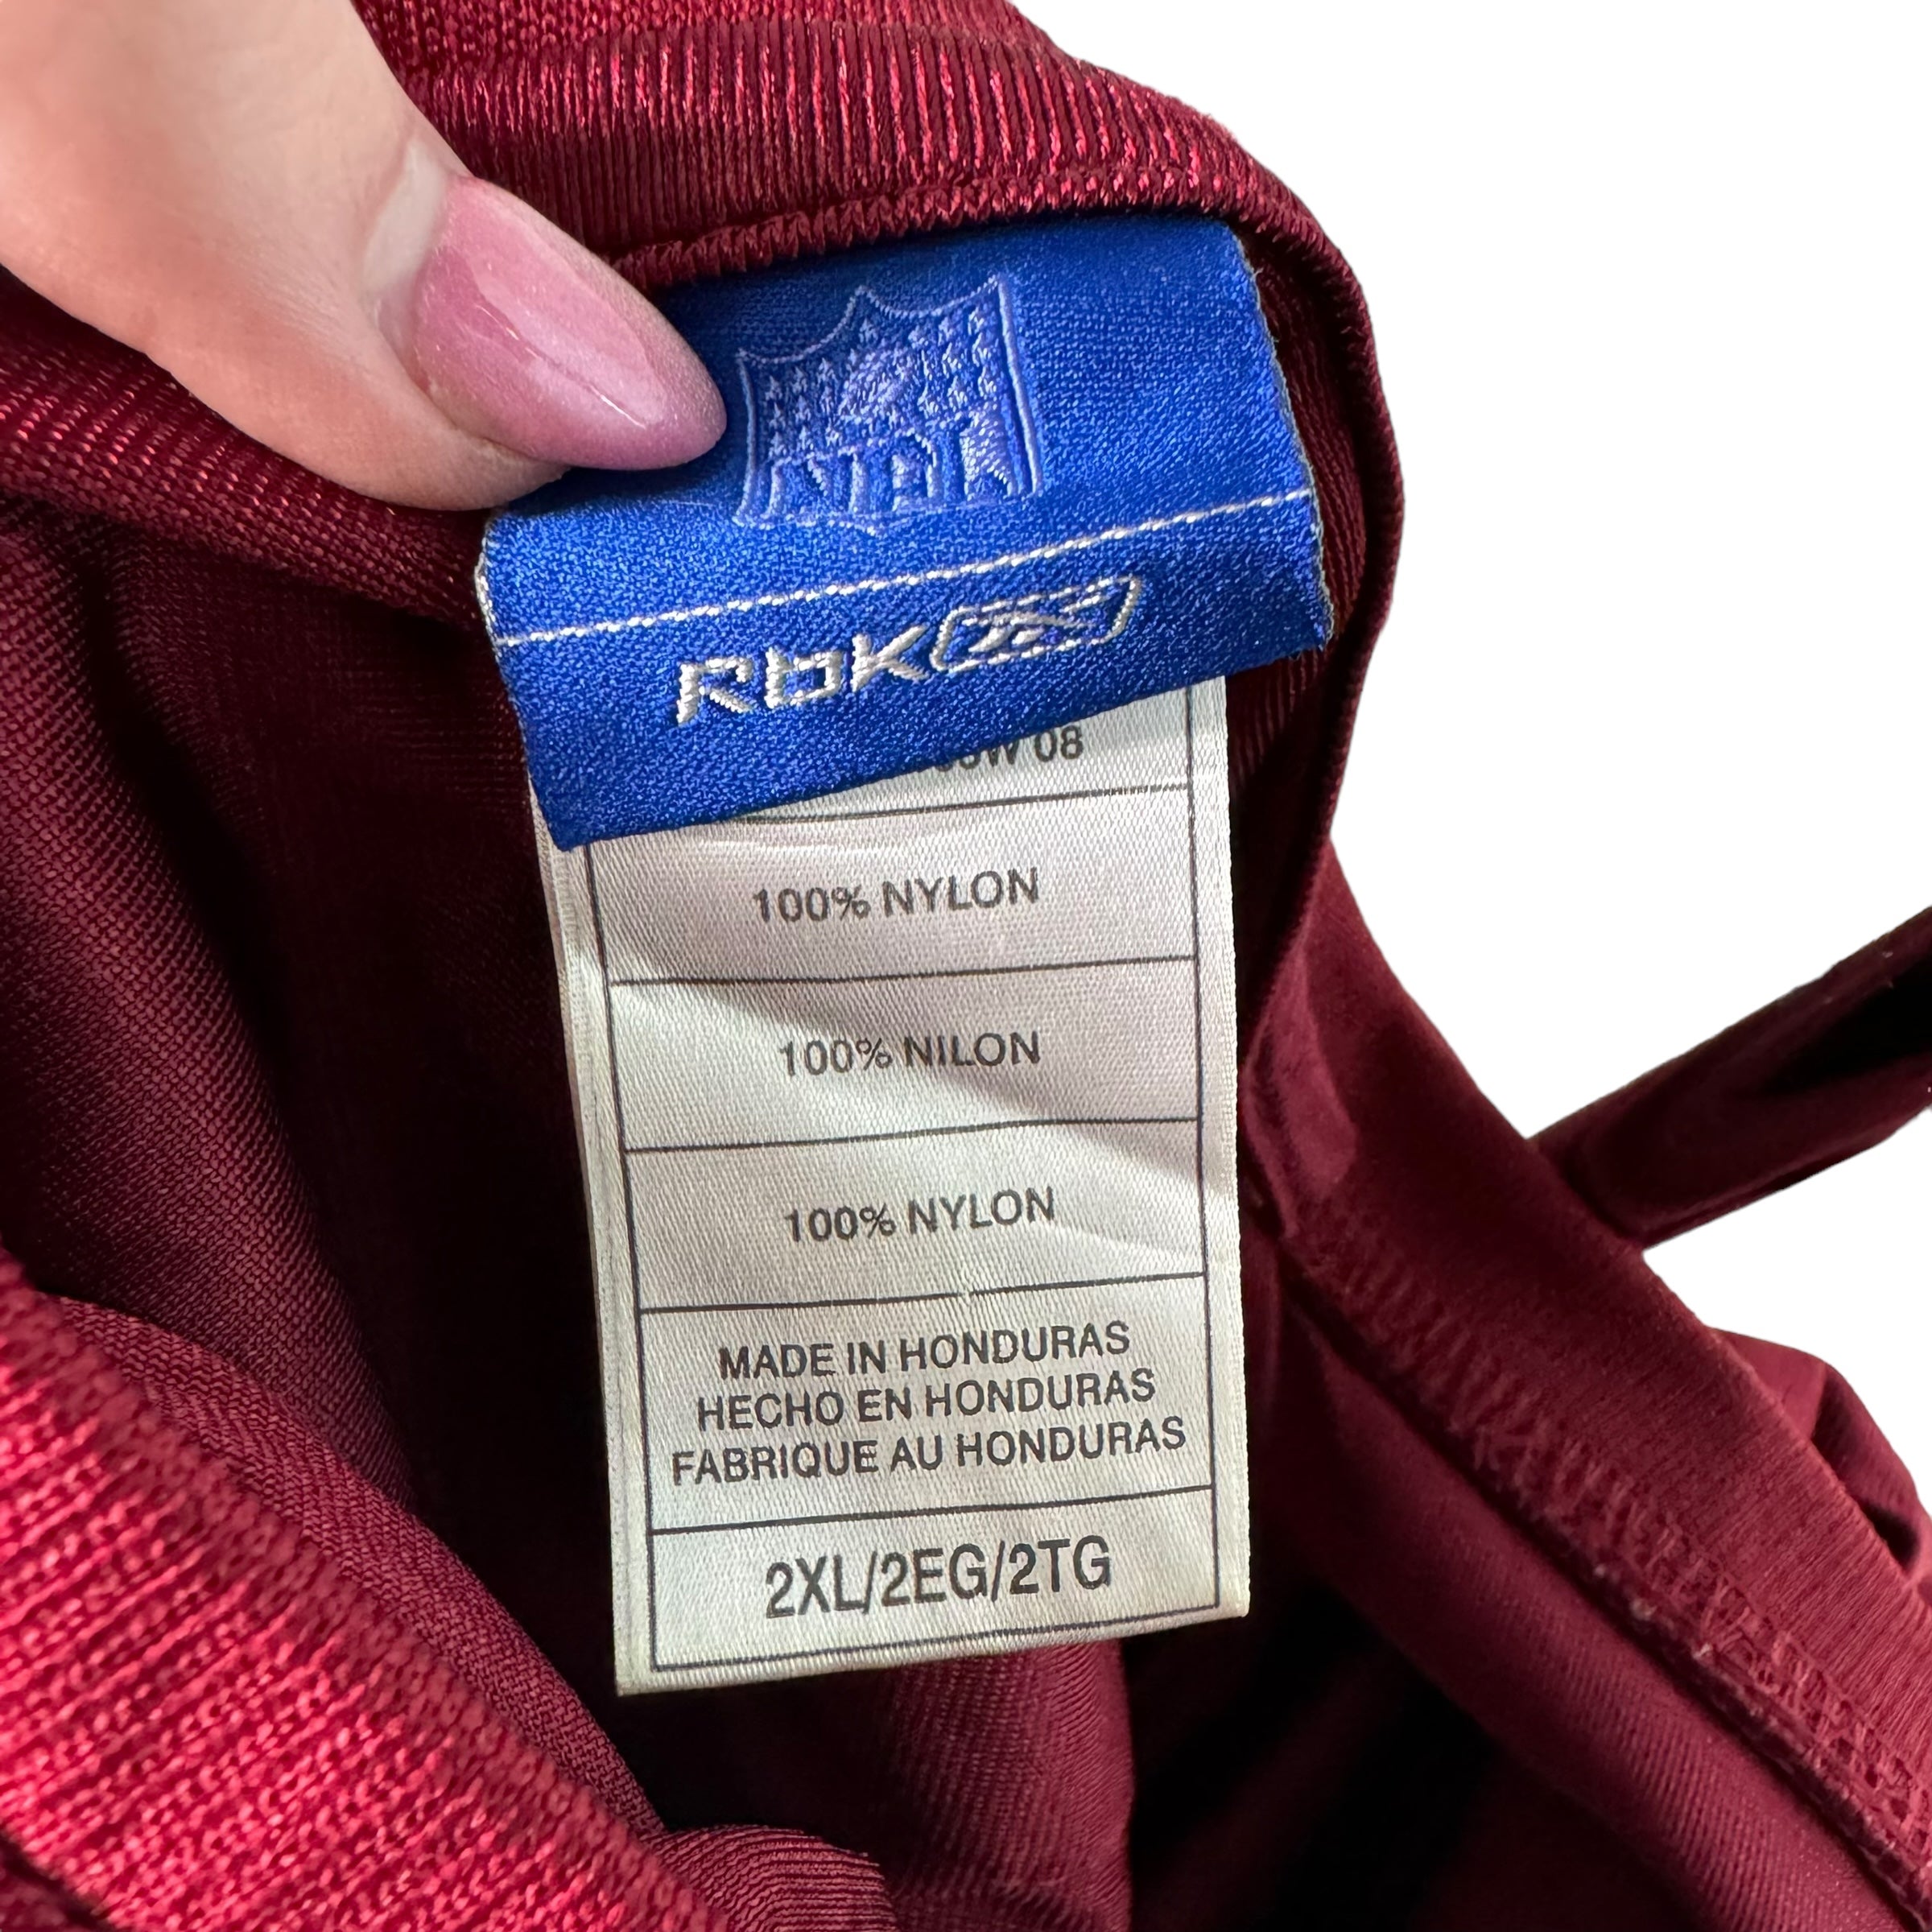 NFL
Rbk
08
100% NYLON
100% NILON
100% NYLON
MADE IN HONDURAS
HECHO EN HONDURAS
FABRIQUE AU HONDURAS
2XL/2EG/2TG